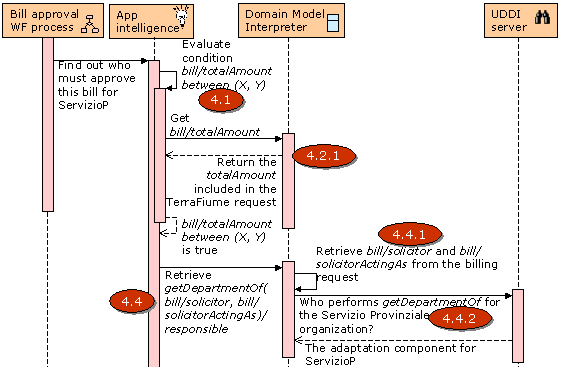 Bill approval
WF process
App
intelligence
Domain Model
Interpreter
UDDI
server
Find out who
must approve
this bill for
ServizioP
Evaluate
condition
bill/totalAmount
between (X, Y)
4.1
Get
bill/totalAmount
4.2.1
Return the
totalAmount
included in the
TerraFiume request
bill/totalAmount
between (X, Y)
is true
4.4.1
Retrieve bill/solicitor and bill/
solicitorActingAs from the billing
request
4.4
Retrieve
getDepartmentOf(
bill/solicitor, bill/
solicitorActingAs)/
responsible
Who performs getDepartmentOf for
the Servizio Provinciale
organization?
4.4.2
The adaptation component for
ServizioP